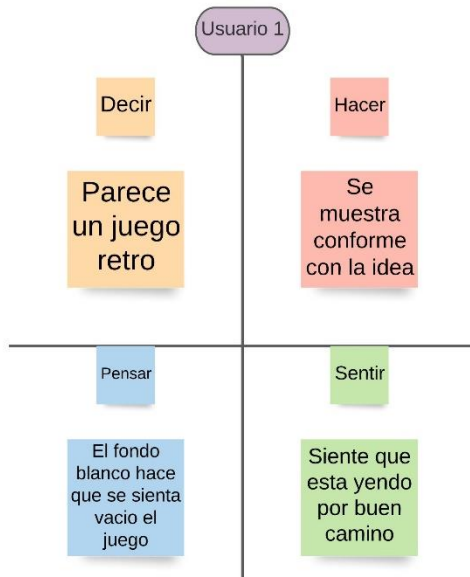 Usuario 1
Decir
Parece
un juego
retro
Hacer
Se
muestra
conforme
con la idea
Pensar
El fondo
blanco hace
que se sienta
vacio el
juego
Sentir
Siente que
esta yendo
por buen
camino